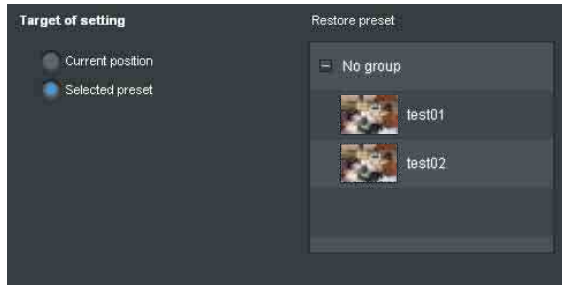 Target of setting
Current position
Selected preset
Restore preset
No group
test01
test02